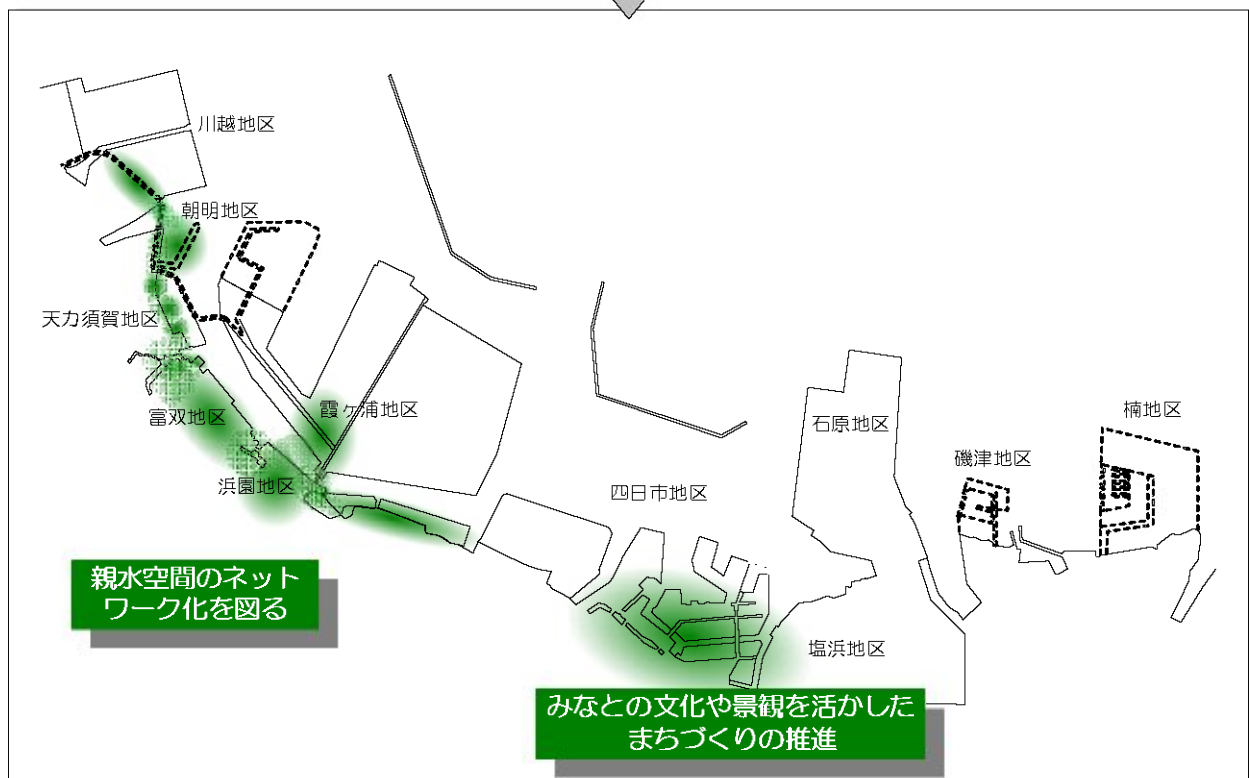 川越地区
朝明地区
天力須賀地区
富双地区
霞ヶ浦地区
浜園地区
四日市地区
石原地区
磯津地区
楠地区
塩浜地区
親水空間のネット
ワーク化を図る
みなとの文化や景観を活かした
まちづくりの推進